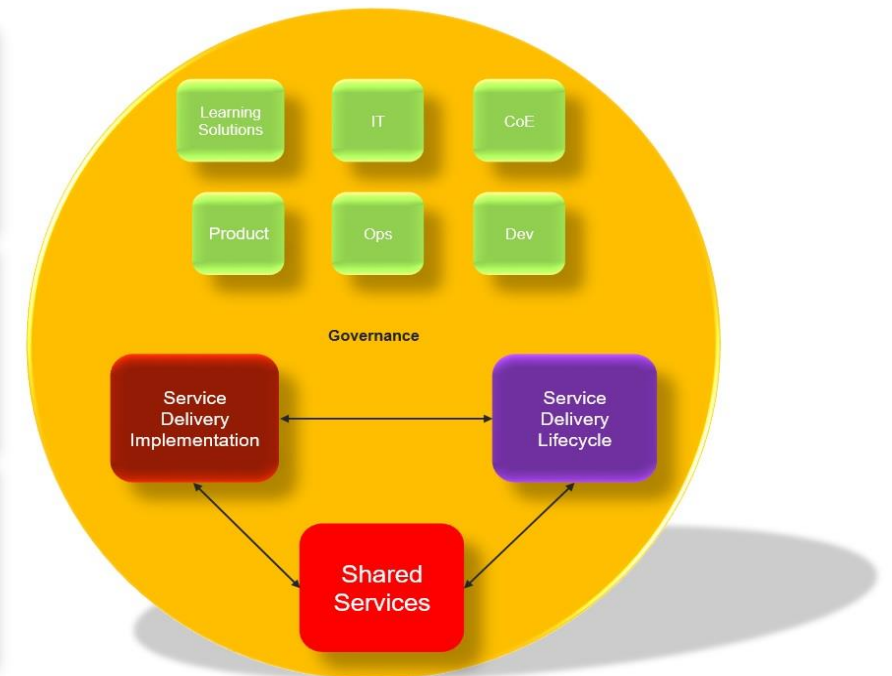 Learning
Solutions
IT
CoE
Product
Ops
Dev
Governance
Service
Delivery
Implementation
Service
Delivery
Lifecycle
Shared
Services